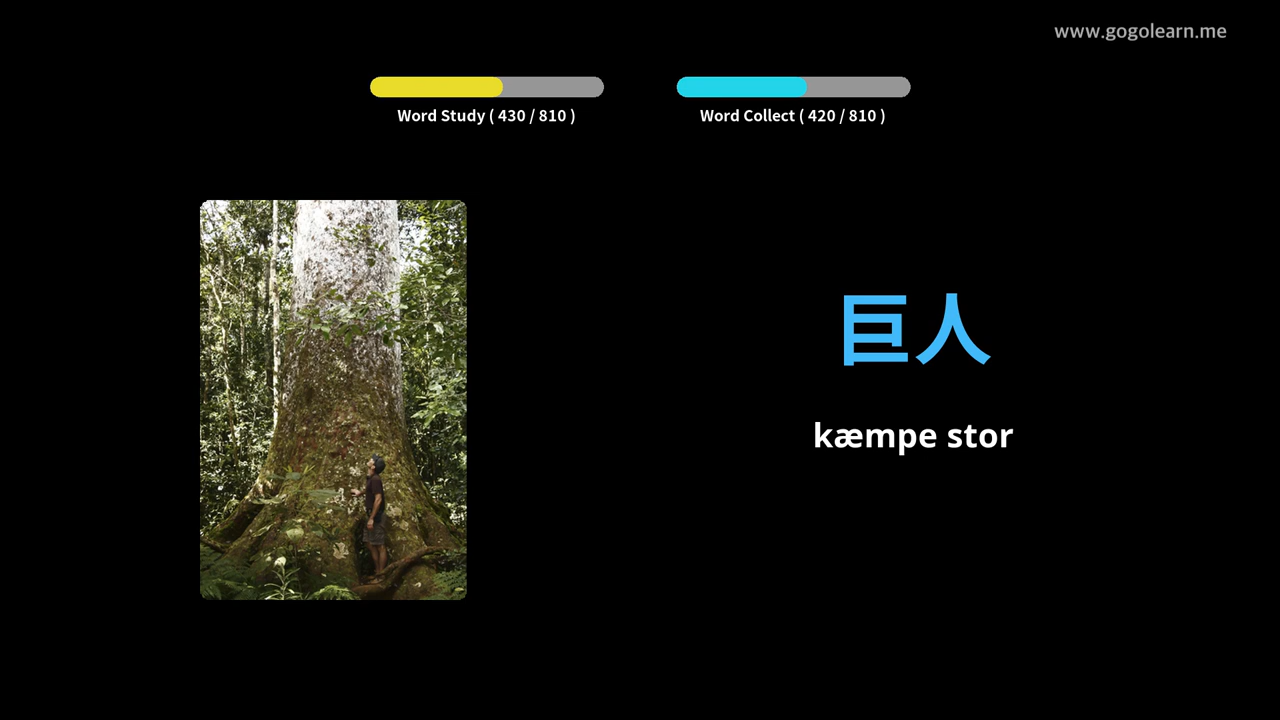 www.gogolearn.me
Word Study ( 430 / 810 )
Word Collect ( 420 / 810 )
巨人
kæmpe stor